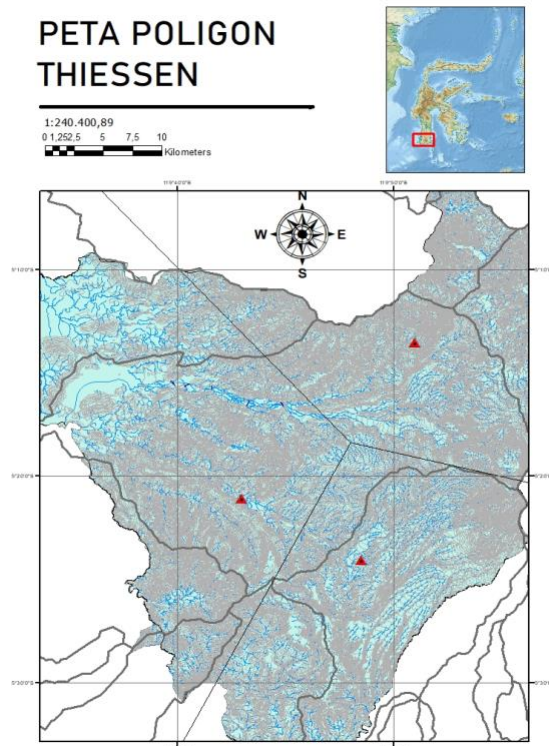 PETA POLIGON
THIESSEN
1:240.400,89
0 1,252,5 5 7,5 10
Kilometers
N
W E
S